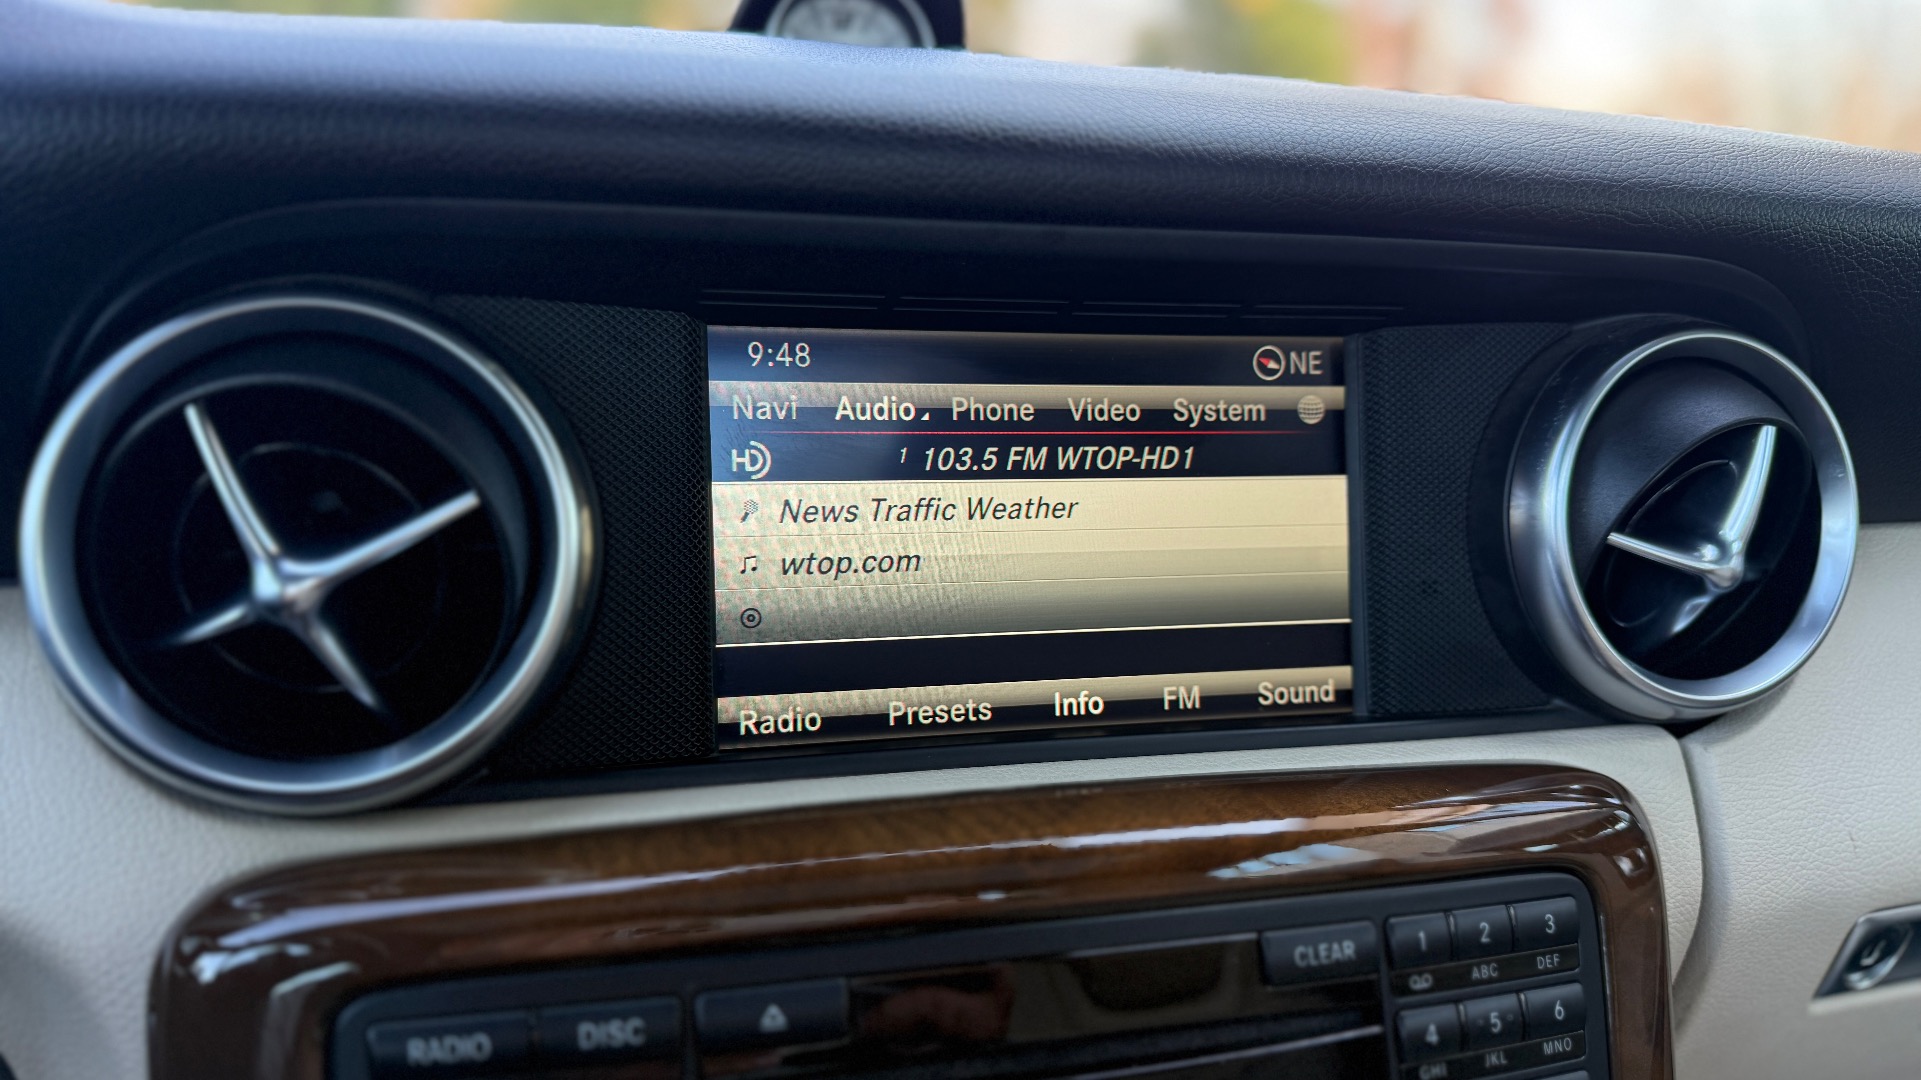 9:48 NE
Navi Audio Phone Video System
HD 1 103.5 FM WTOP-HD1
News Traffic Weather
wtop.com
Radio Presets Info FM Sound
CLEAR 1 2 3
ABC DEF
RADIO DISC 4 5 6
GHI JKL MNO